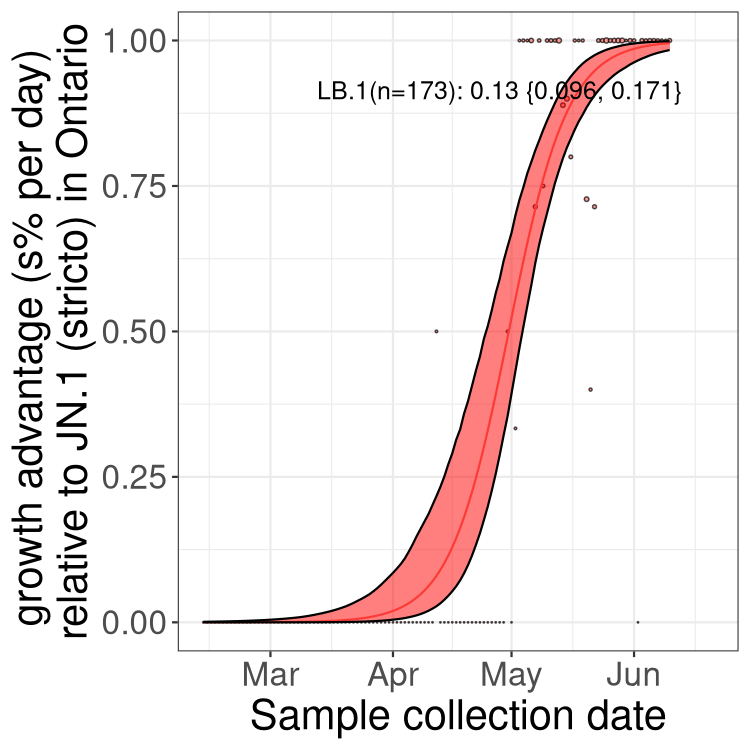 growth advantage (s% per day)
relative to JN.1 (stricto) in Ontario
1.00
0.75
0.50
0.25
0.00
LB.1(n=173): 0.13 {0.096, 0.171}
Mar Apr May Jun
Sample collection date